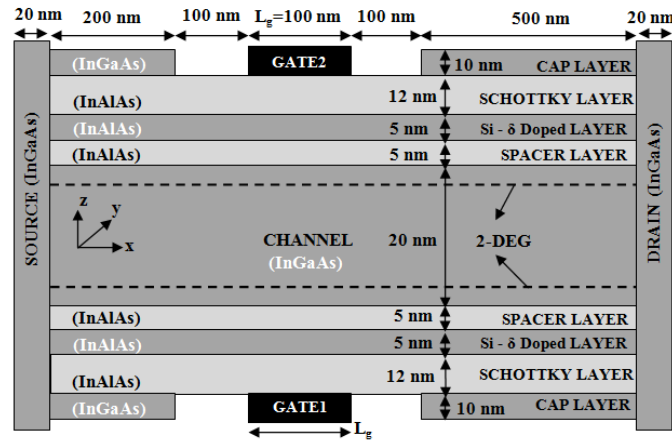 20 nm 200 nm 100 nm Lg=100 nm 100 nm 500 nm 20 nm
(InGaAs) GATE2 10 nm CAP LAYER
(InAlAs) 12 nm SCHOTTKY LAYER
(InAlAs) 5 nm Si - δ Doped LAYER
(InAlAs) 5 nm SPACER LAYER
SOURCE (InGaAs)
z
y
x
CHANNEL
(InGaAs)
20 nm
2-DEG
DRAIN (InGaAs)
(InAlAs) 5 nm SPACER LAYER
(InAlAs) 5 nm Si - δ Doped LAYER
(InAlAs) 12 nm SCHOTTKY LAYER
(InGaAs) GATE1 10 nm CAP LAYER
Lg